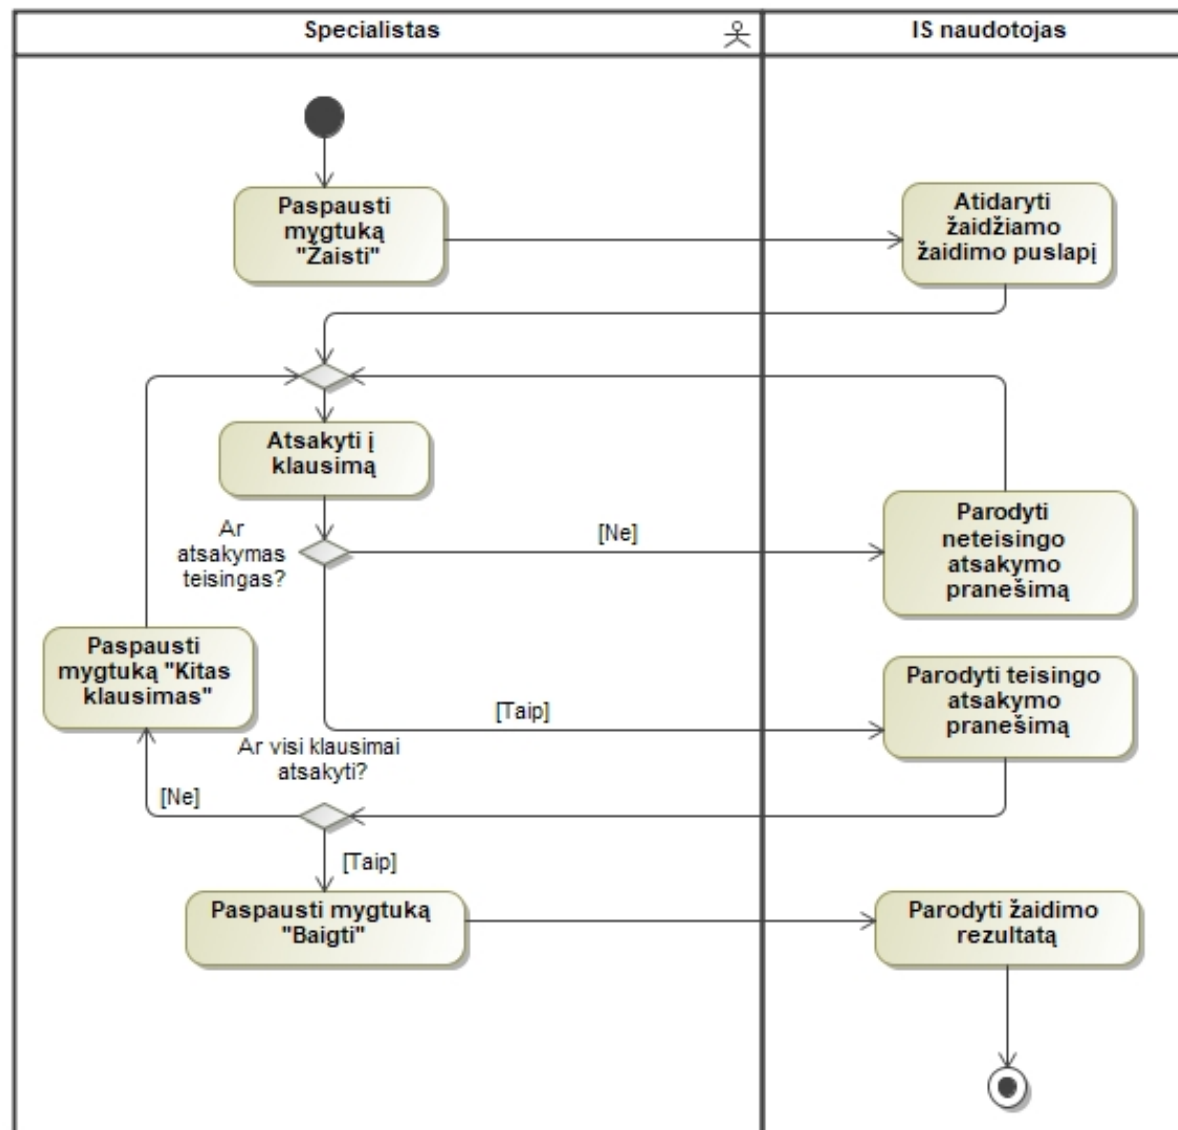 Specialistas
IS naudotojas
Paspausti
mygtuką
"Žaisti"
Atidaryti
žaidžiamo
žaidimo puslapį
Atsakyti į
klausimą
Ar
atsakymas
teisingas?
[Ne]
Parodyti
neteisingo
atsakymo
pranešimą
Paspausti
mygtuką "Kitas
klausimas"
[Taip]
Parodyti teisingo
atsakymo
pranešimą
Ar visi klausimai
atsakyti?
[Ne]
[Taip]
Paspausti mygtuką
"Baigti"
Parodyti žaidimo
rezultatą